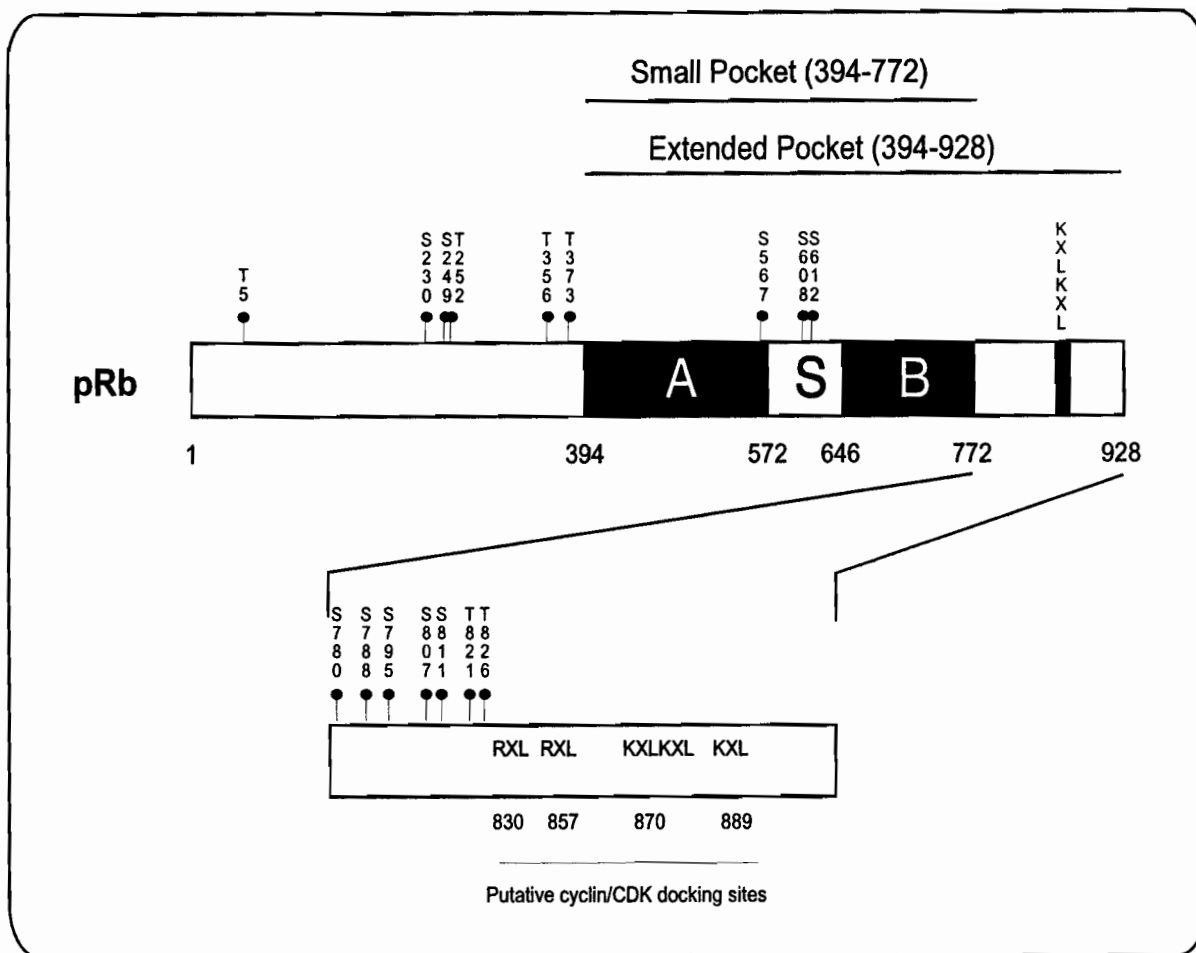 Small Pocket (394-772)
Extended Pocket (394-928)
T5
S230
S249
T252
T356
T373
S567
S608
S612
KXLKXL
pRb
A
S
B
1
394
572
646
772
928
S780
S788
S795
S807
S811
T821
T826
RXL RXL KXLKXL KXL
830 857 870 889
Putative cyclin/CDK docking sites